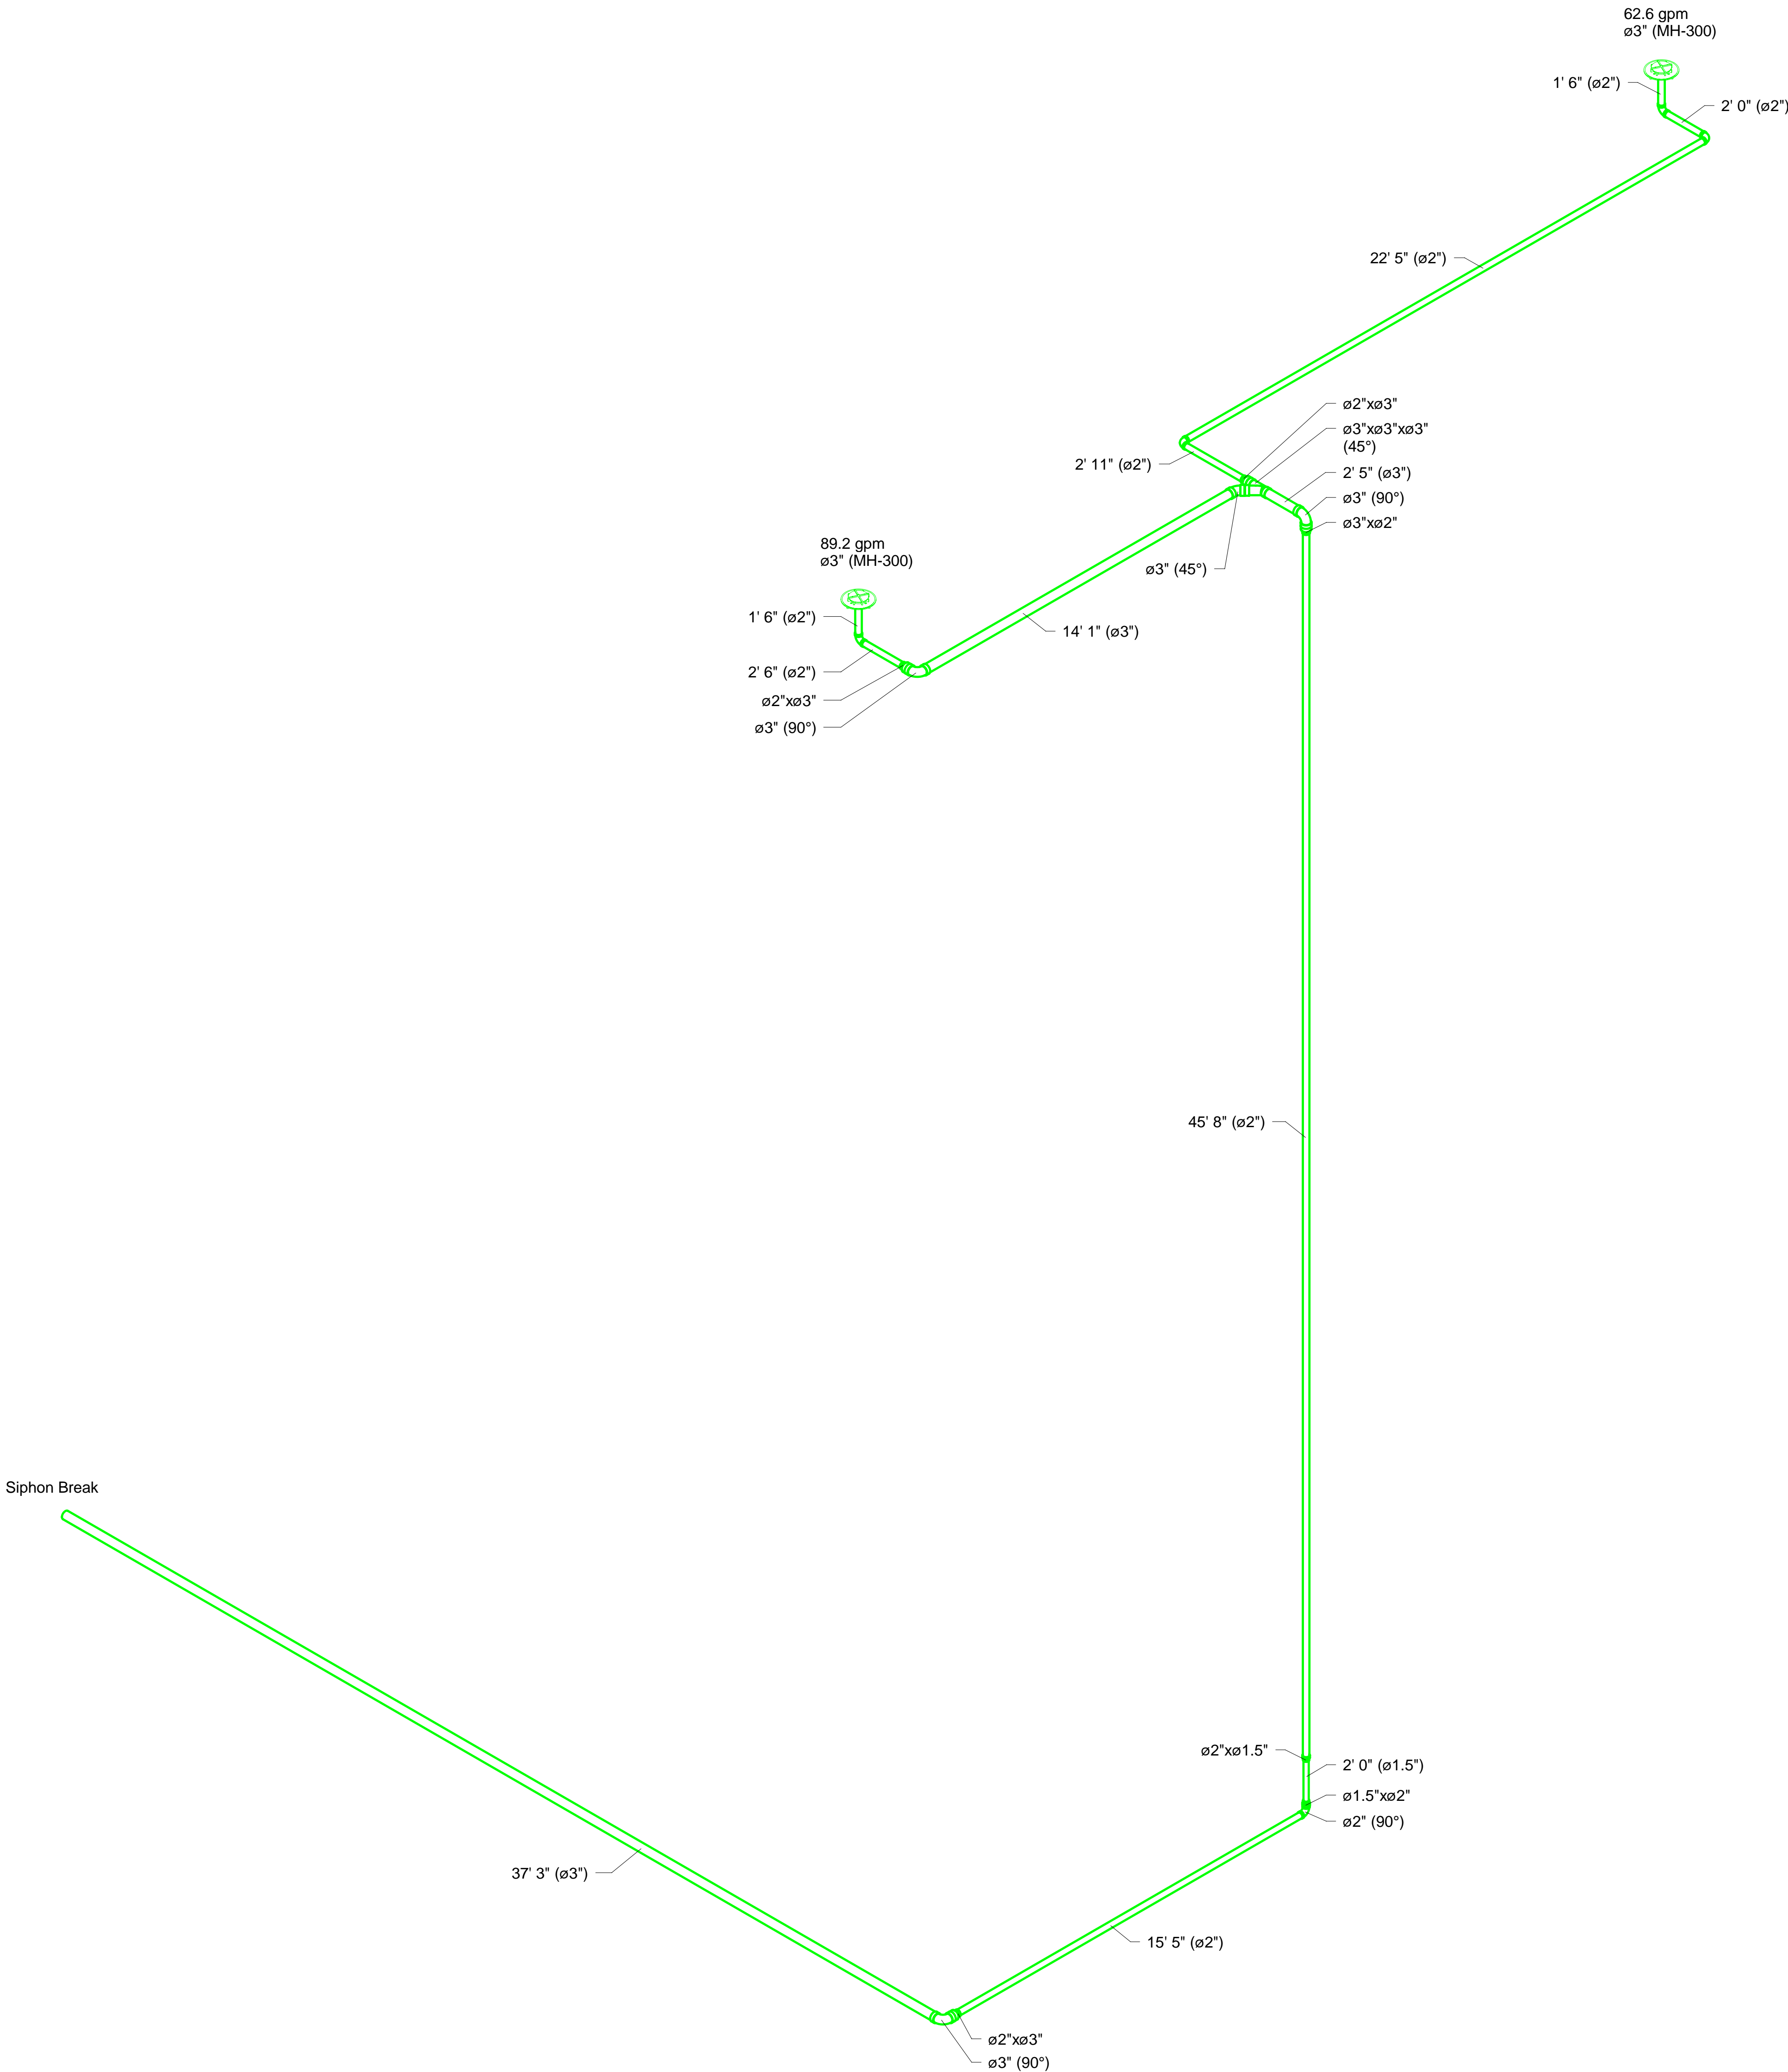 62.6 gpm
ø3" (MH-300)
1' 6" (ø2")
2' 0" (ø2")
22' 5" (ø2")
ø2"xø3"
ø3"xø3"xø3"
(45°)
2' 11" (ø2")
2' 5" (ø3")
ø3" (90°)
ø3"xø2"
89.2 gpm
ø3" (MH-300)
ø3" (45°)
1' 6" (ø2")
14' 1" (ø3")
2' 6" (ø2")
ø2"xø3"
ø3" (90°)
45' 8" (ø2")
Siphon Break
ø2"xø1.5"
2' 0" (ø1.5")
ø1.5"xø2"
ø2" (90°)
37' 3" (ø3")
15' 5" (ø2")
ø2"xø3"
ø3" (90°)